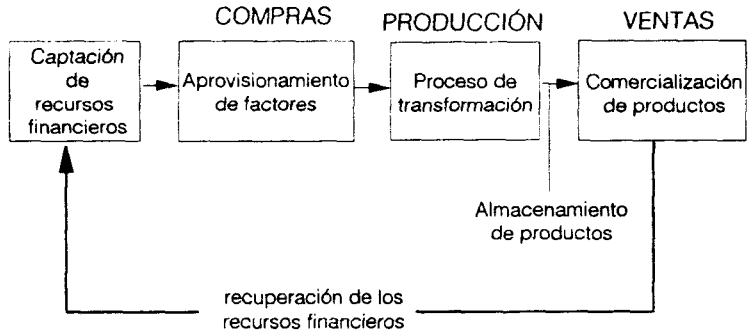 COMPRAS
PRODUCCIÓN
VENTAS
Captación
de
recursos
financieros
Aprovisionamiento
de factores
Proceso de
transformación
Comercialización
de productos
Almacenamiento
de productos
recuperación de los
recursos financieros